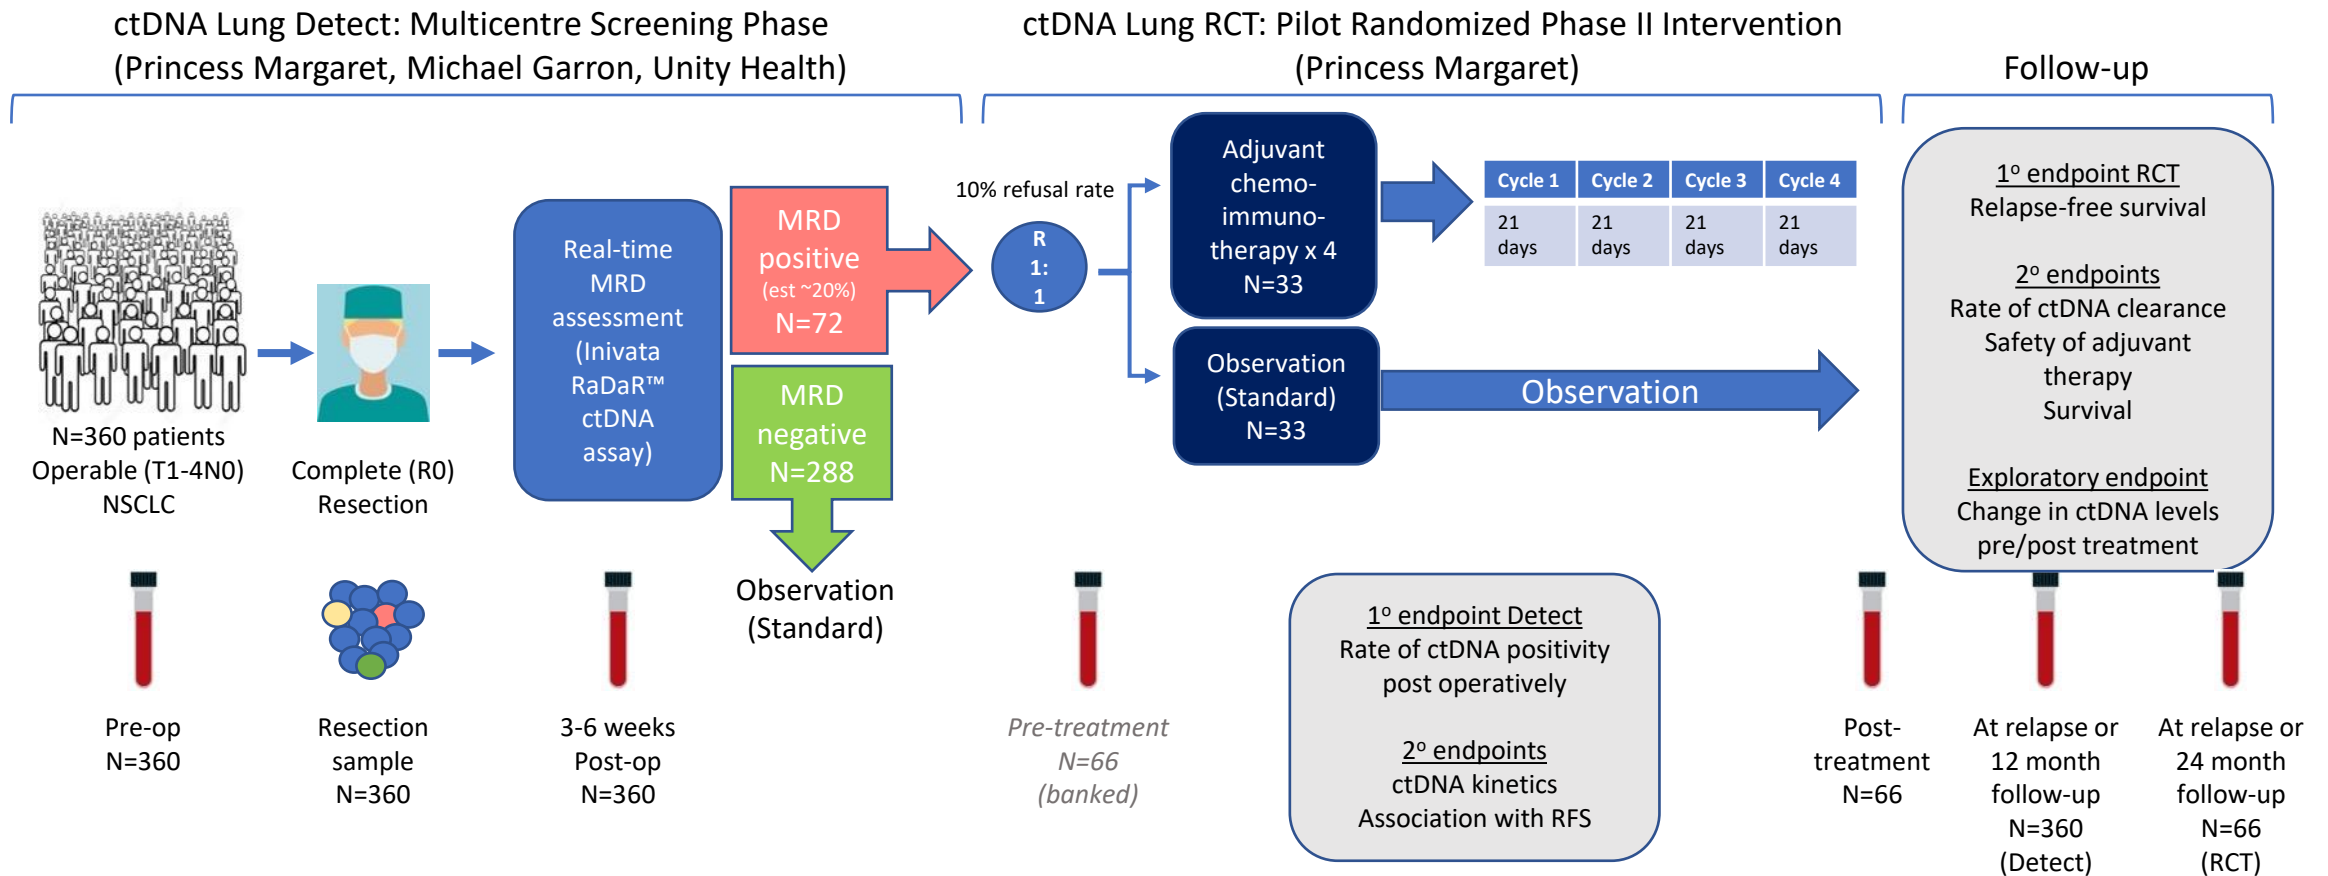 ctDNA Lung Detect: Multicentre Screening Phase
(Princess Margaret, Michael Garron, Unity Health)
ctDNA Lung RCT: Pilot Randomized Phase II Intervention
(Princess Margaret)
Follow-up
N=360 patients
Operable (T1-4N0)
NSCLC
Complete (R0)
Resection
Real-time
MRD
assessment
(Inivata
RaDaR™
ctDNA
assay)
MRD
positive
(est ~20%)
N=72
MRD
negative
N=288
Observation
(Standard)
10% refusal rate
R
1:
1
Adjuvant
chemo-
immuno-
therapy x 4
N=33
Observation
(Standard)
N=33
Cycle 1 Cycle 2 Cycle 3 Cycle 4
21 21 21 21
days days days days
Observation
1º endpoint RCT
Relapse-free survival
2º endpoints
Rate of ctDNA clearance
Safety of adjuvant
therapy
Survival
Exploratory endpoint
Change in ctDNA levels
pre/post treatment
Pre-op
N=360
Resection
sample
N=360
3-6 weeks
Post-op
N=360
Pre-treatment
N=66
(banked)
1º endpoint Detect
Rate of ctDNA positivity
post operatively
2º endpoints
ctDNA kinetics
Association with RFS
Post-
treatment
N=66
At relapse or
12 month
follow-up
N=360
(Detect)
At relapse or
24 month
follow-up
N=66
(RCT)